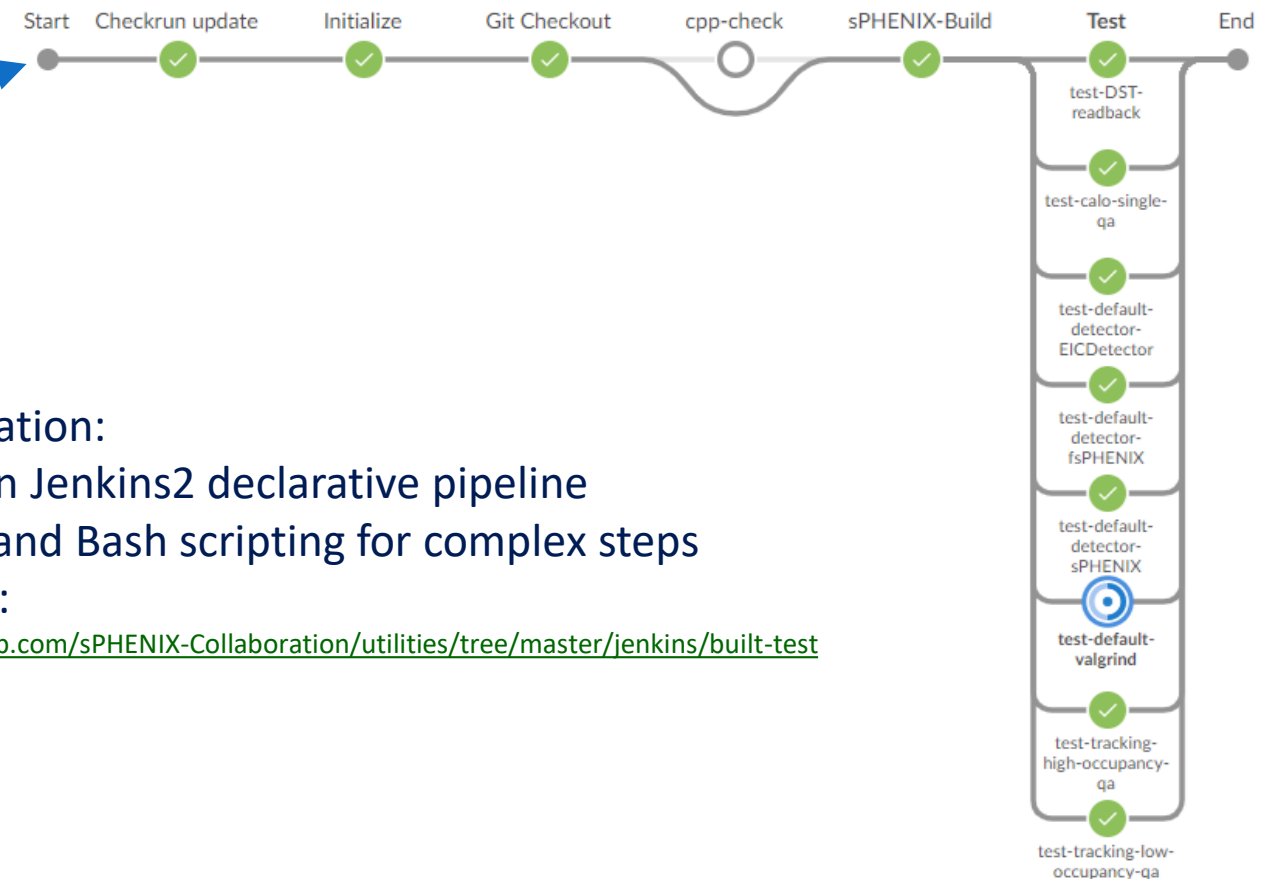 Start Checkrun update Initialize Git Checkout cpp-check sPHENIX-Build Test End
test-DST-
readback
test-calo-single-
qa
test-default-
detector-
EICDetector
test-default-
detector-
fsPHENIX
test-default-
detector-
sPHENIX
test-default-
valgrind
test-tracking-
high-occupancy-
qa
test-tracking-low-
occupancy-qa
ation:
n Jenkins2 declarative pipeline
and Bash scripting for complex steps
:
b.com/sPHENIX-Collaboration/utilities/tree/master/jenkins/built-test